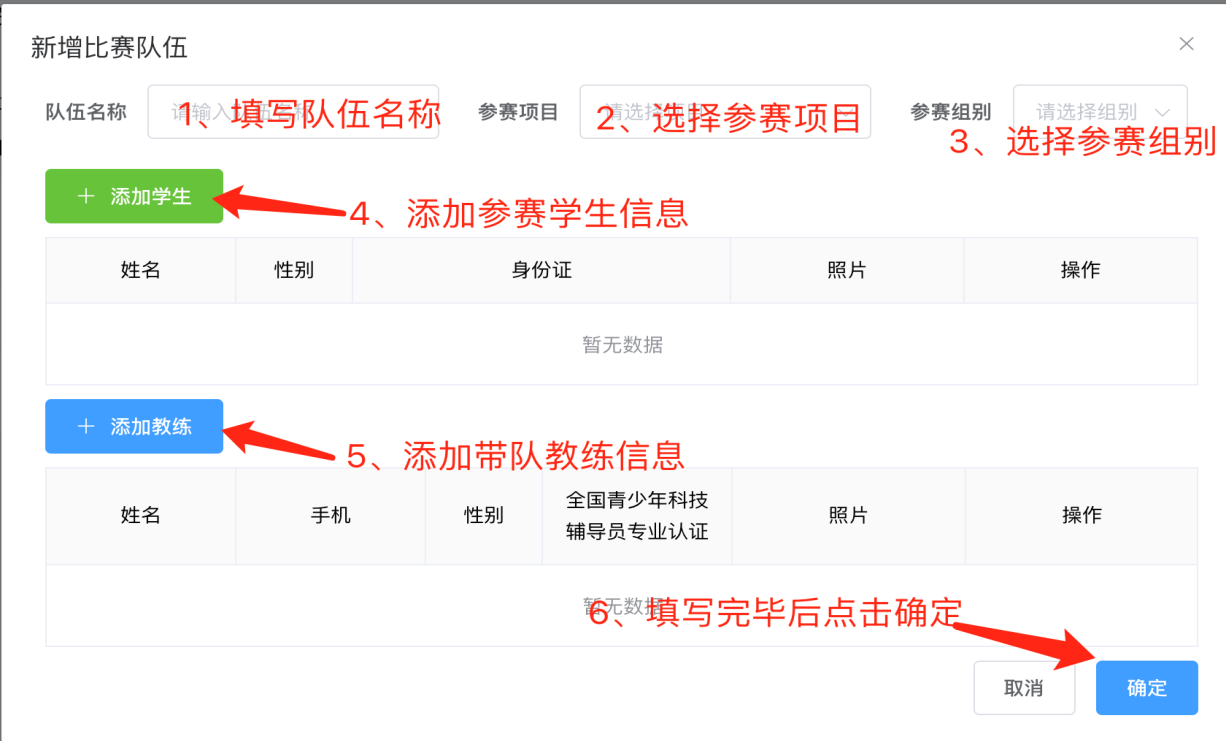 新增比赛队伍
队伍名称 1、填写队伍名称 参赛项目 2、选择参赛项目 参赛组别 请选择组别
3、选择参赛组别
添加学生
4、添加参赛学生信息
姓名 性别 身份证 照片 操作
暂无数据
添加教练
5、添加带队教练信息
姓名 手机 性别 全国青少年科技 照片 操作
辅导员专业认证
暂无数据
6、填写完毕后点击确定
取消 确定